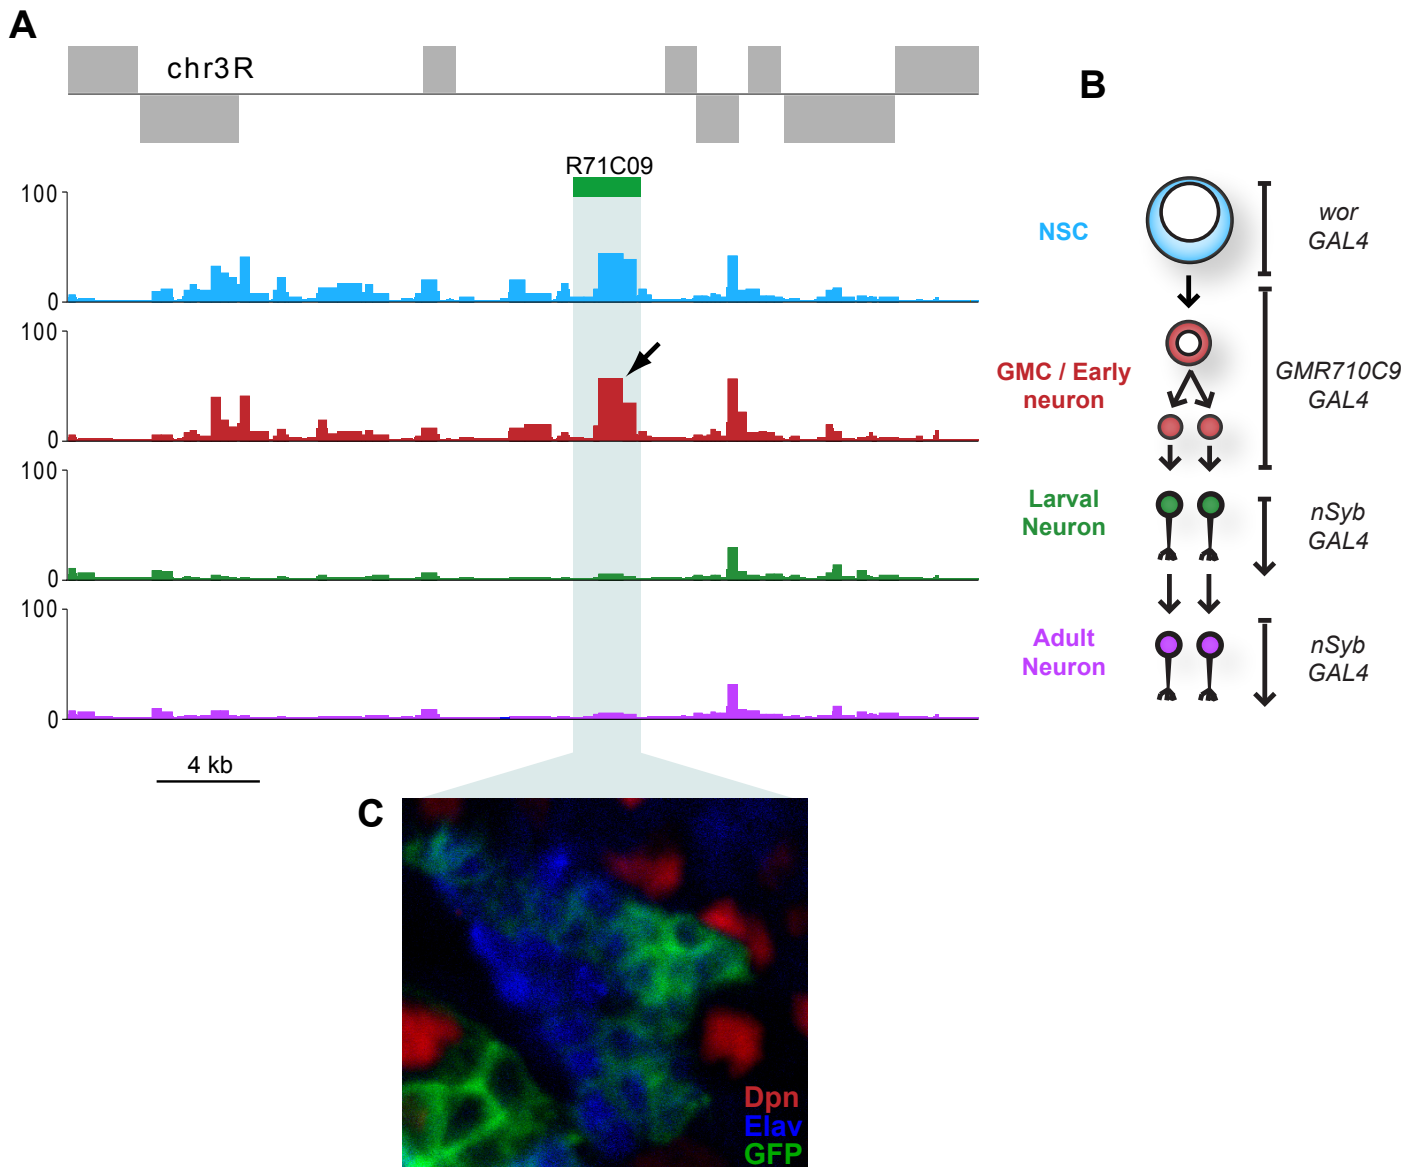 A
chr3R
B
R71C09
100
0
100
0
100
0
100
0
4 kb
NSC
wor
GAL4
GMC / Early
neuron
GMR710C9
GAL4
Larval
Neuron
nSyb
GAL4
Adult
Neuron
nSyb
GAL4
C
Dpn
Elav
GFP